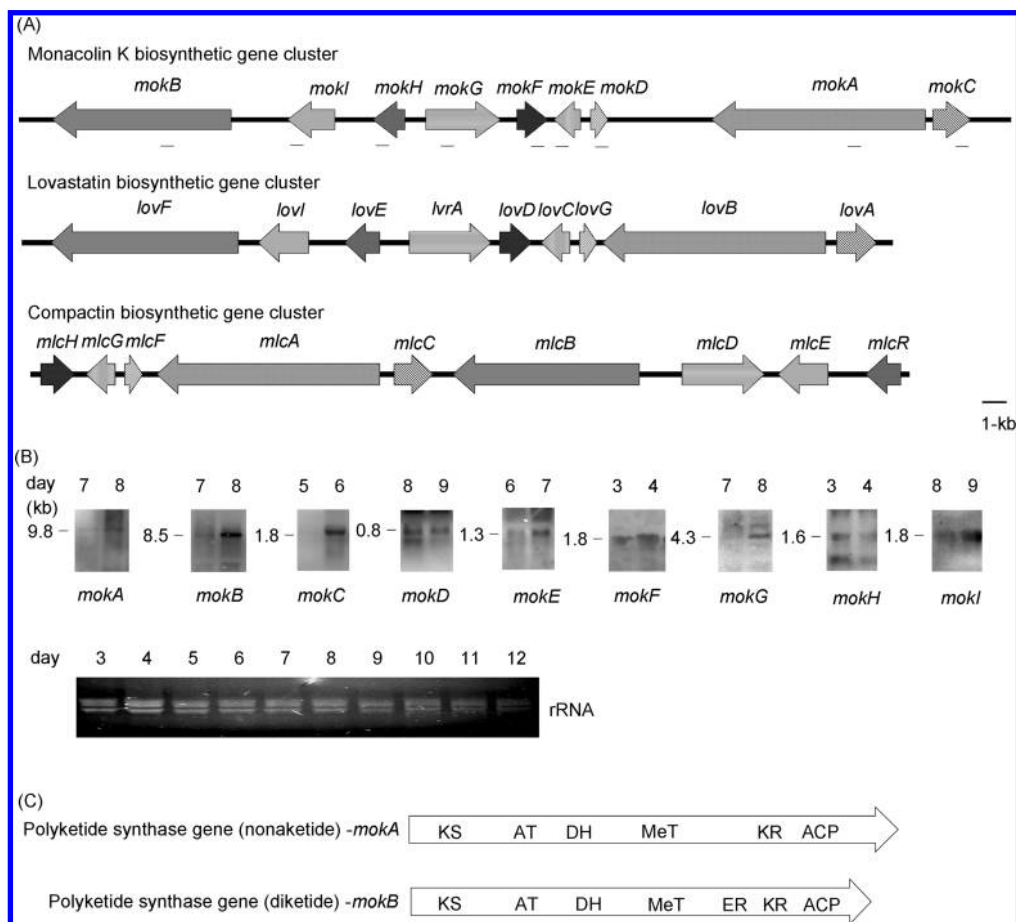 (A)
Monacolin K biosynthetic gene cluster
mokB mokI mokH mokG mokF mokE mokD mokA mokC
Lovastatin biosynthetic gene cluster
lovF lovI lovE lvrA lovD lovC lovG lovB lovA
Compactin biosynthetic gene cluster
mlcH mlcG mlcF mlcA mlcC mlcB mlcD mlcE mlcR
1-kb
(B)
day 7 8 7 8 5 6 8 9 6 7 3 4 7 8 3 4 8 9
(kb)
9.8 – 8.5 – 1.8 – 0.8 – 1.3 – 1.8 – 4.3 – 1.6 – 1.8 –
mokA mokB mokC mokD mokE mokF mokG mokH mokI
day 3 4 5 6 7 8 9 10 11 12
rRNA
(C)
Polyketide synthase gene (nonaketide) -mokA KS AT DH MeT KR ACP
Polyketide synthase gene (diketide) -mokB KS AT DH MeT ER KR ACP